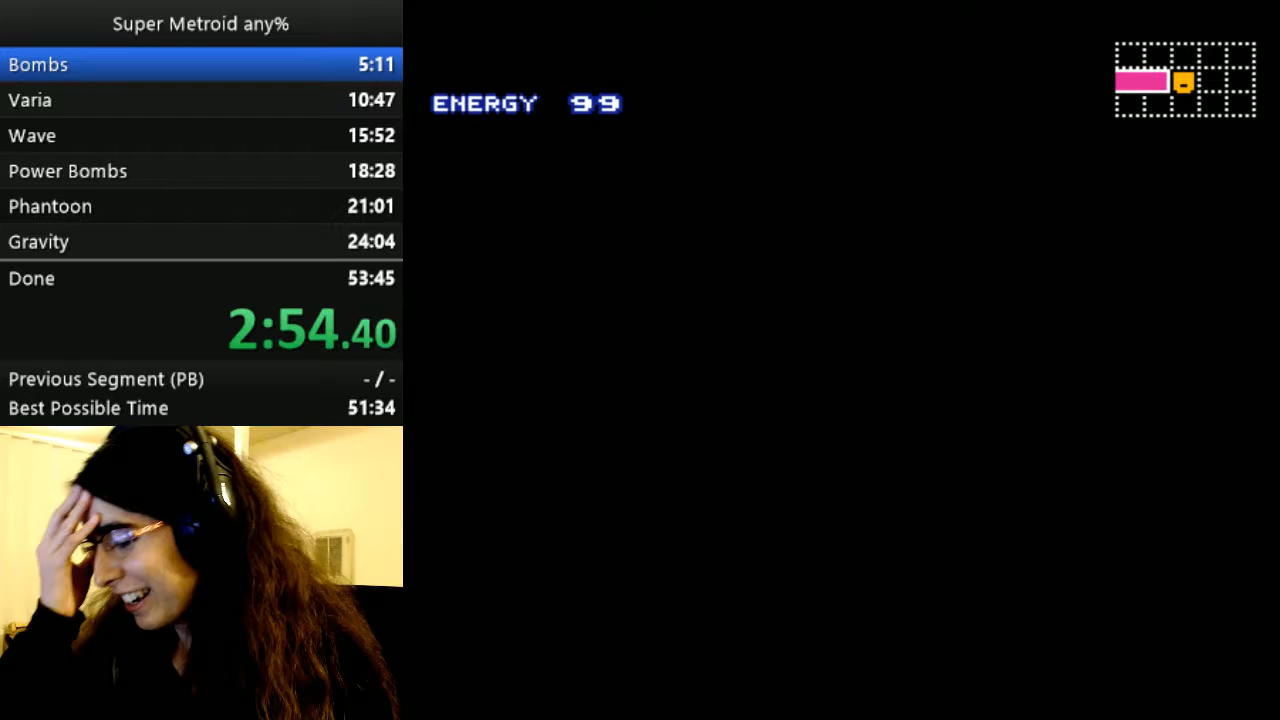 Super Metroid any%
Bombs 5:11
Varia 10:47
Wave 15:52
Power Bombs 18:28
Phantoon 21:01
Gravity 24:04
Done 53:45
2:54.40
Previous Segment (PB) - / -
Best Possible Time 51:34
ENERGY 99